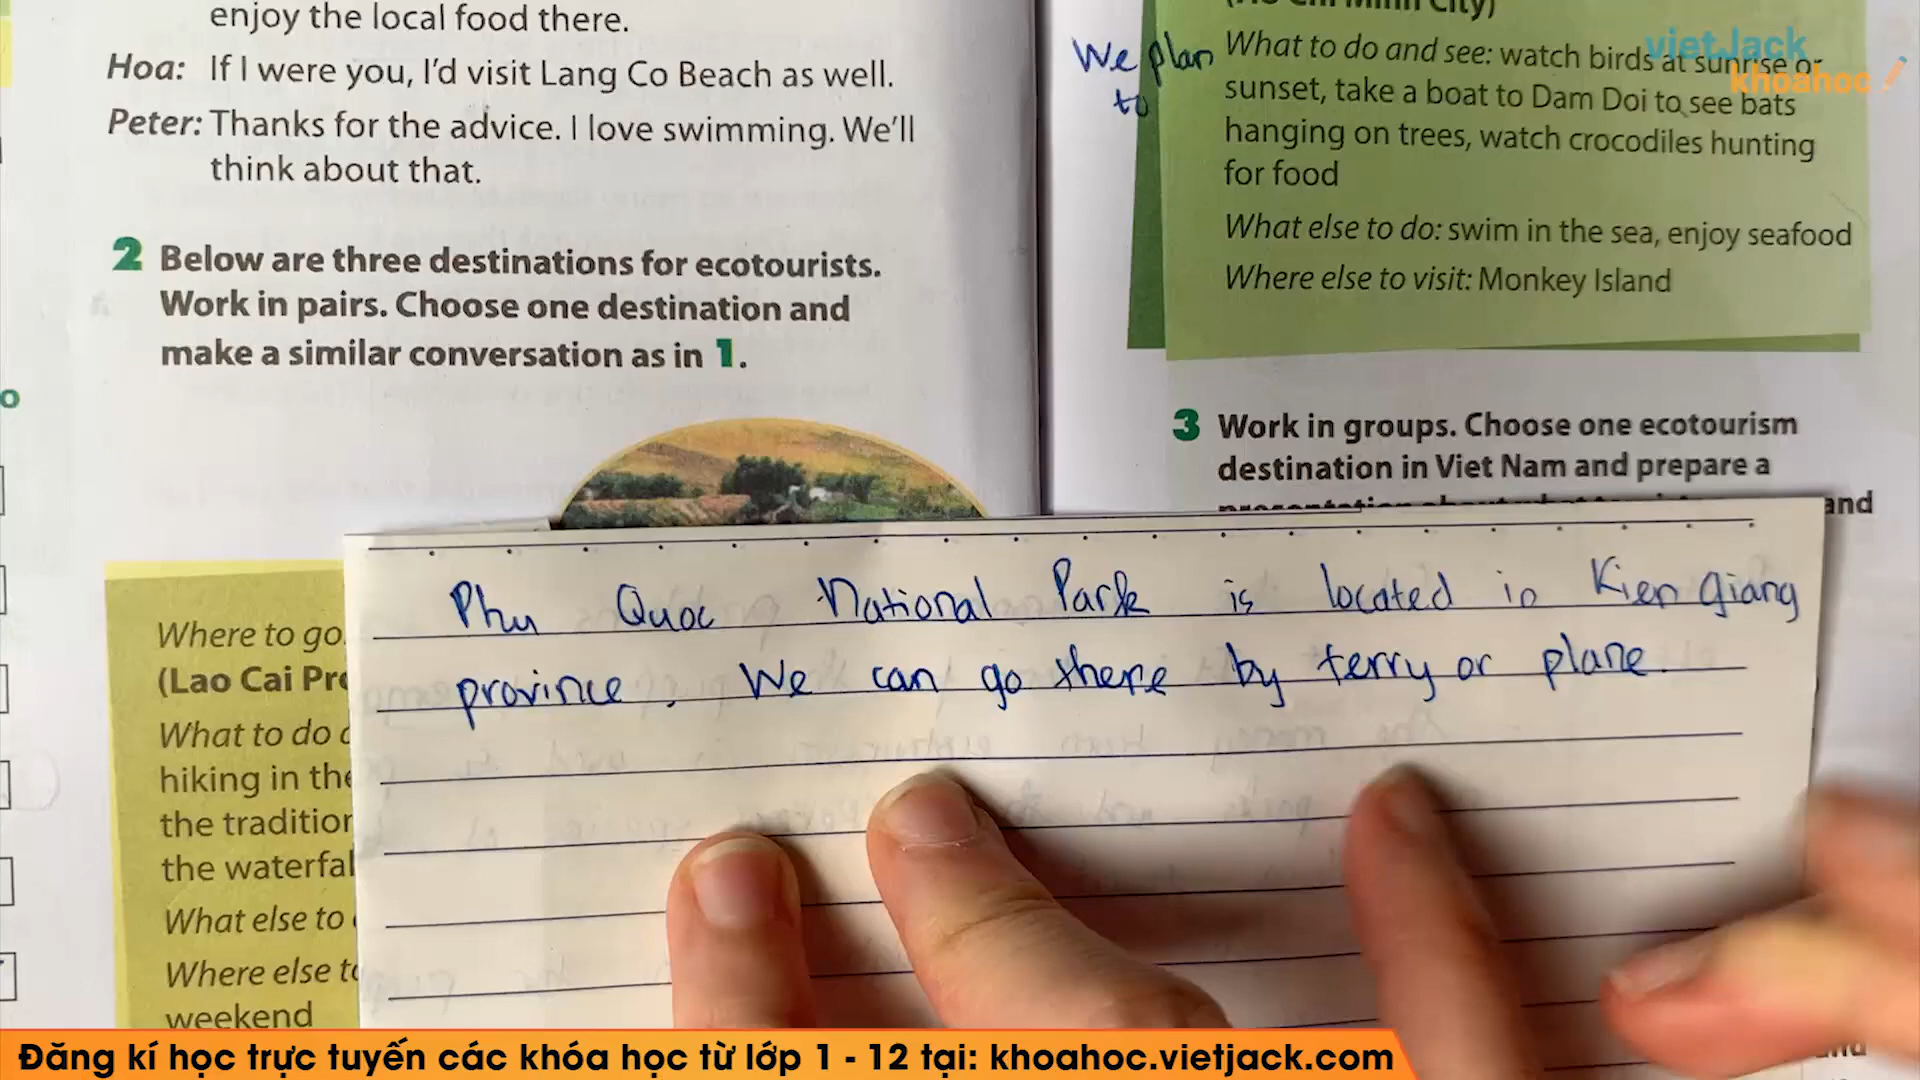 enjoy the local food there.
Hoa: If I were you, I'd visit Lang Co Beach as well.
Peter: Thanks for the advice. I love swimming. We'll
think about that.
2 Below are three destinations for ecotourists.
Work in pairs. Choose one destination and
make a similar conversation as in 1.
Where to go
(Lao Cai Pro
What to do
hiking in the
the tradition
the waterfal
What else to
Where else to
weekend
We plan
to
What to do and see: watch birds at sunrise or
sunset, take a boat to Dam Doi to see bats
hanging on trees, watch crocodiles hunting
for food
What else to do: swim in the sea, enjoy seafood
Where else to visit: Monkey Island
vietJack
khoahoc
3 Work in groups. Choose one ecotourism
destination in Viet Nam and prepare a
and
Phu Quoc National Park is located in Kien Giang
province. We can go there by ferry or plane.
Đăng kí học trực tuyến các khóa học từ lớp 1 - 12 tại: khoahoc.vietjack.com